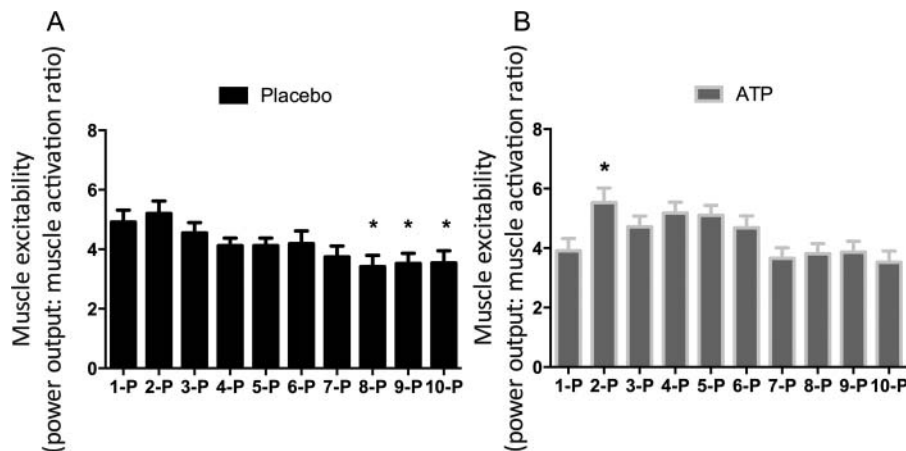 A
Placebo
Muscle excitability
(power output: muscle activation ratio)
8
6
4
2
0
* * *
1-P 2-P 3-P 4-P 5-P 6-P 7-P 8-P 9-P 10-P
B
ATP
Muscle excitability
(power output: muscle activation ratio)
8
6
4
2
0
*
1-P 2-P 3-P 4-P 5-P 6-P 7-P 8-P 9-P 10-P